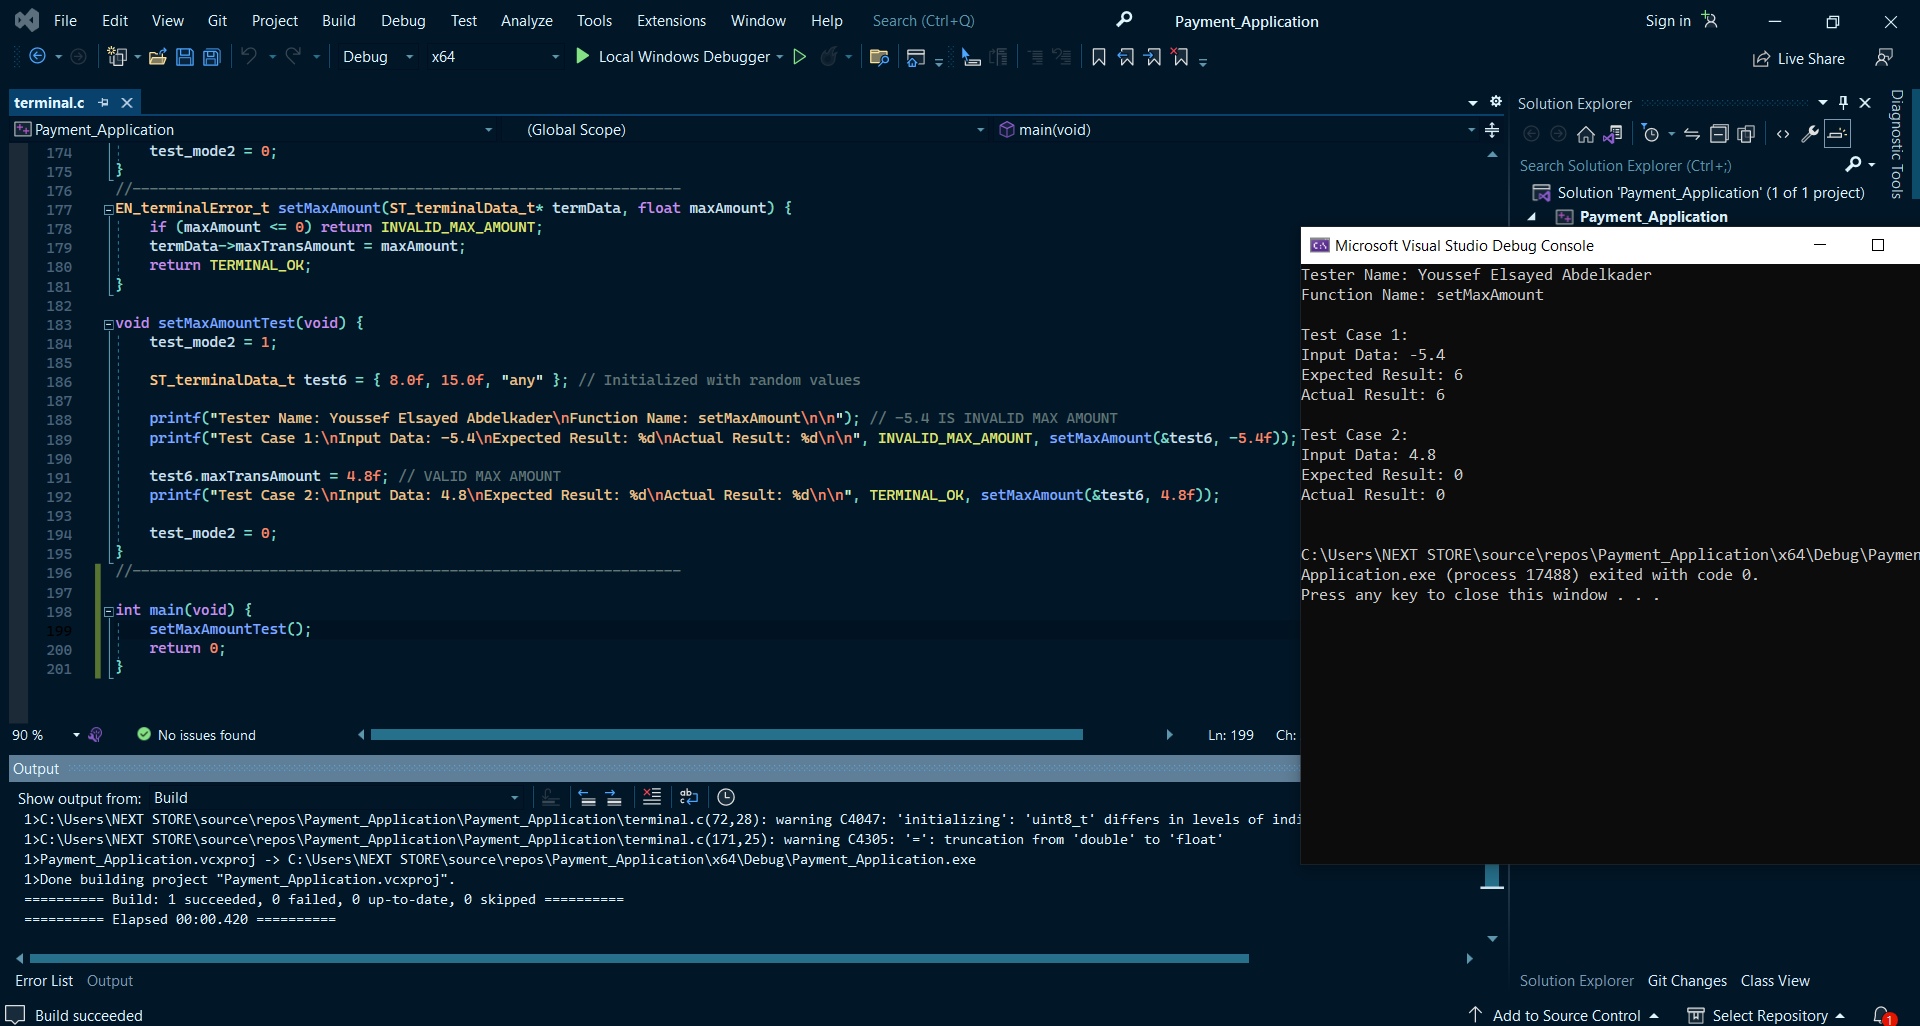 File Edit View Git Project Build Debug Test Analyze Tools Extensions Window Help Search (Ctrl+Q) Payment_Application Sign in
Debug x64 Local Windows Debugger Live Share
terminal.c Solution Explorer
Payment_Application (Global Scope) main(void)
Search Solution Explorer (Ctrl+;)
Solution 'Payment_Application' (1 of 1 project)
Payment_Application
Diagnostic Tools
174 test_mode2 = 0;
175 }
176 //----------------------------------------------------------------
177 EN_terminalError_t setMaxAmount(ST_terminalData_t* termData, float maxAmount) {
178 if (maxAmount <= 0) return INVALID_MAX_AMOUNT;
179 termData->maxTransAmount = maxAmount;
180 return TERMINAL_OK;
181 }
182
183 void setMaxAmountTest(void) {
184 test_mode2 = 1;
185
186 ST_terminalData_t test6 = { 8.0f, 15.0f, "any" }; // Initialized with random values
187
188 printf("Tester Name: Youssef Elsayed Abdelkader\nFunction Name: setMaxAmount\n\n"); // -5.4 IS INVALID MAX AMOUNT
189 printf("Test Case 1:\nInput Data: -5.4\nExpected Result: %d\nActual Result: %d\n\n", INVALID_MAX_AMOUNT, setMaxAmount(&test6, -5.4f));
190
191 test6.maxTransAmount = 4.8f; // VALID MAX AMOUNT
192 printf("Test Case 2:\nInput Data: 4.8\nExpected Result: %d\nActual Result: %d\n\n", TERMINAL_OK, setMaxAmount(&test6, 4.8f));
193
194 test_mode2 = 0;
195 }
196 //----------------------------------------------------------------
197
198 int main(void) {
199 setMaxAmountTest();
200 return 0;
201 }
90 % No issues found Ln: 199 Ch:
Microsoft Visual Studio Debug Console
Tester Name: Youssef Elsayed Abdelkader
Function Name: setMaxAmount
Test Case 1:
Input Data: -5.4
Expected Result: 6
Actual Result: 6
Test Case 2:
Input Data: 4.8
Expected Result: 0
Actual Result: 0
C:\Users\NEXT STORE\source\repos\Payment_Application\x64\Debug\Paymen
Application.exe (process 17488) exited with code 0.
Press any key to close this window . . .
Output
Show output from: Build
1>C:\Users\NEXT STORE\source\repos\Payment_Application\Payment_Application\terminal.c(72,28): warning C4047: 'initializing': 'uint8_t' differs in levels of indi
1>C:\Users\NEXT STORE\source\repos\Payment_Application\Payment_Application\terminal.c(171,25): warning C4305: '=': truncation from 'double' to 'float'
1>Payment_Application.vcxproj -> C:\Users\NEXT STORE\source\repos\Payment_Application\x64\Debug\Payment_Application.exe
1>Done building project "Payment_Application.vcxproj".
========== Build: 1 succeeded, 0 failed, 0 up-to-date, 0 skipped ==========
========== Elapsed 00:00.420 ==========
Error List Output
Solution Explorer Git Changes Class View
Build succeeded Add to Source Control Select Repository 1